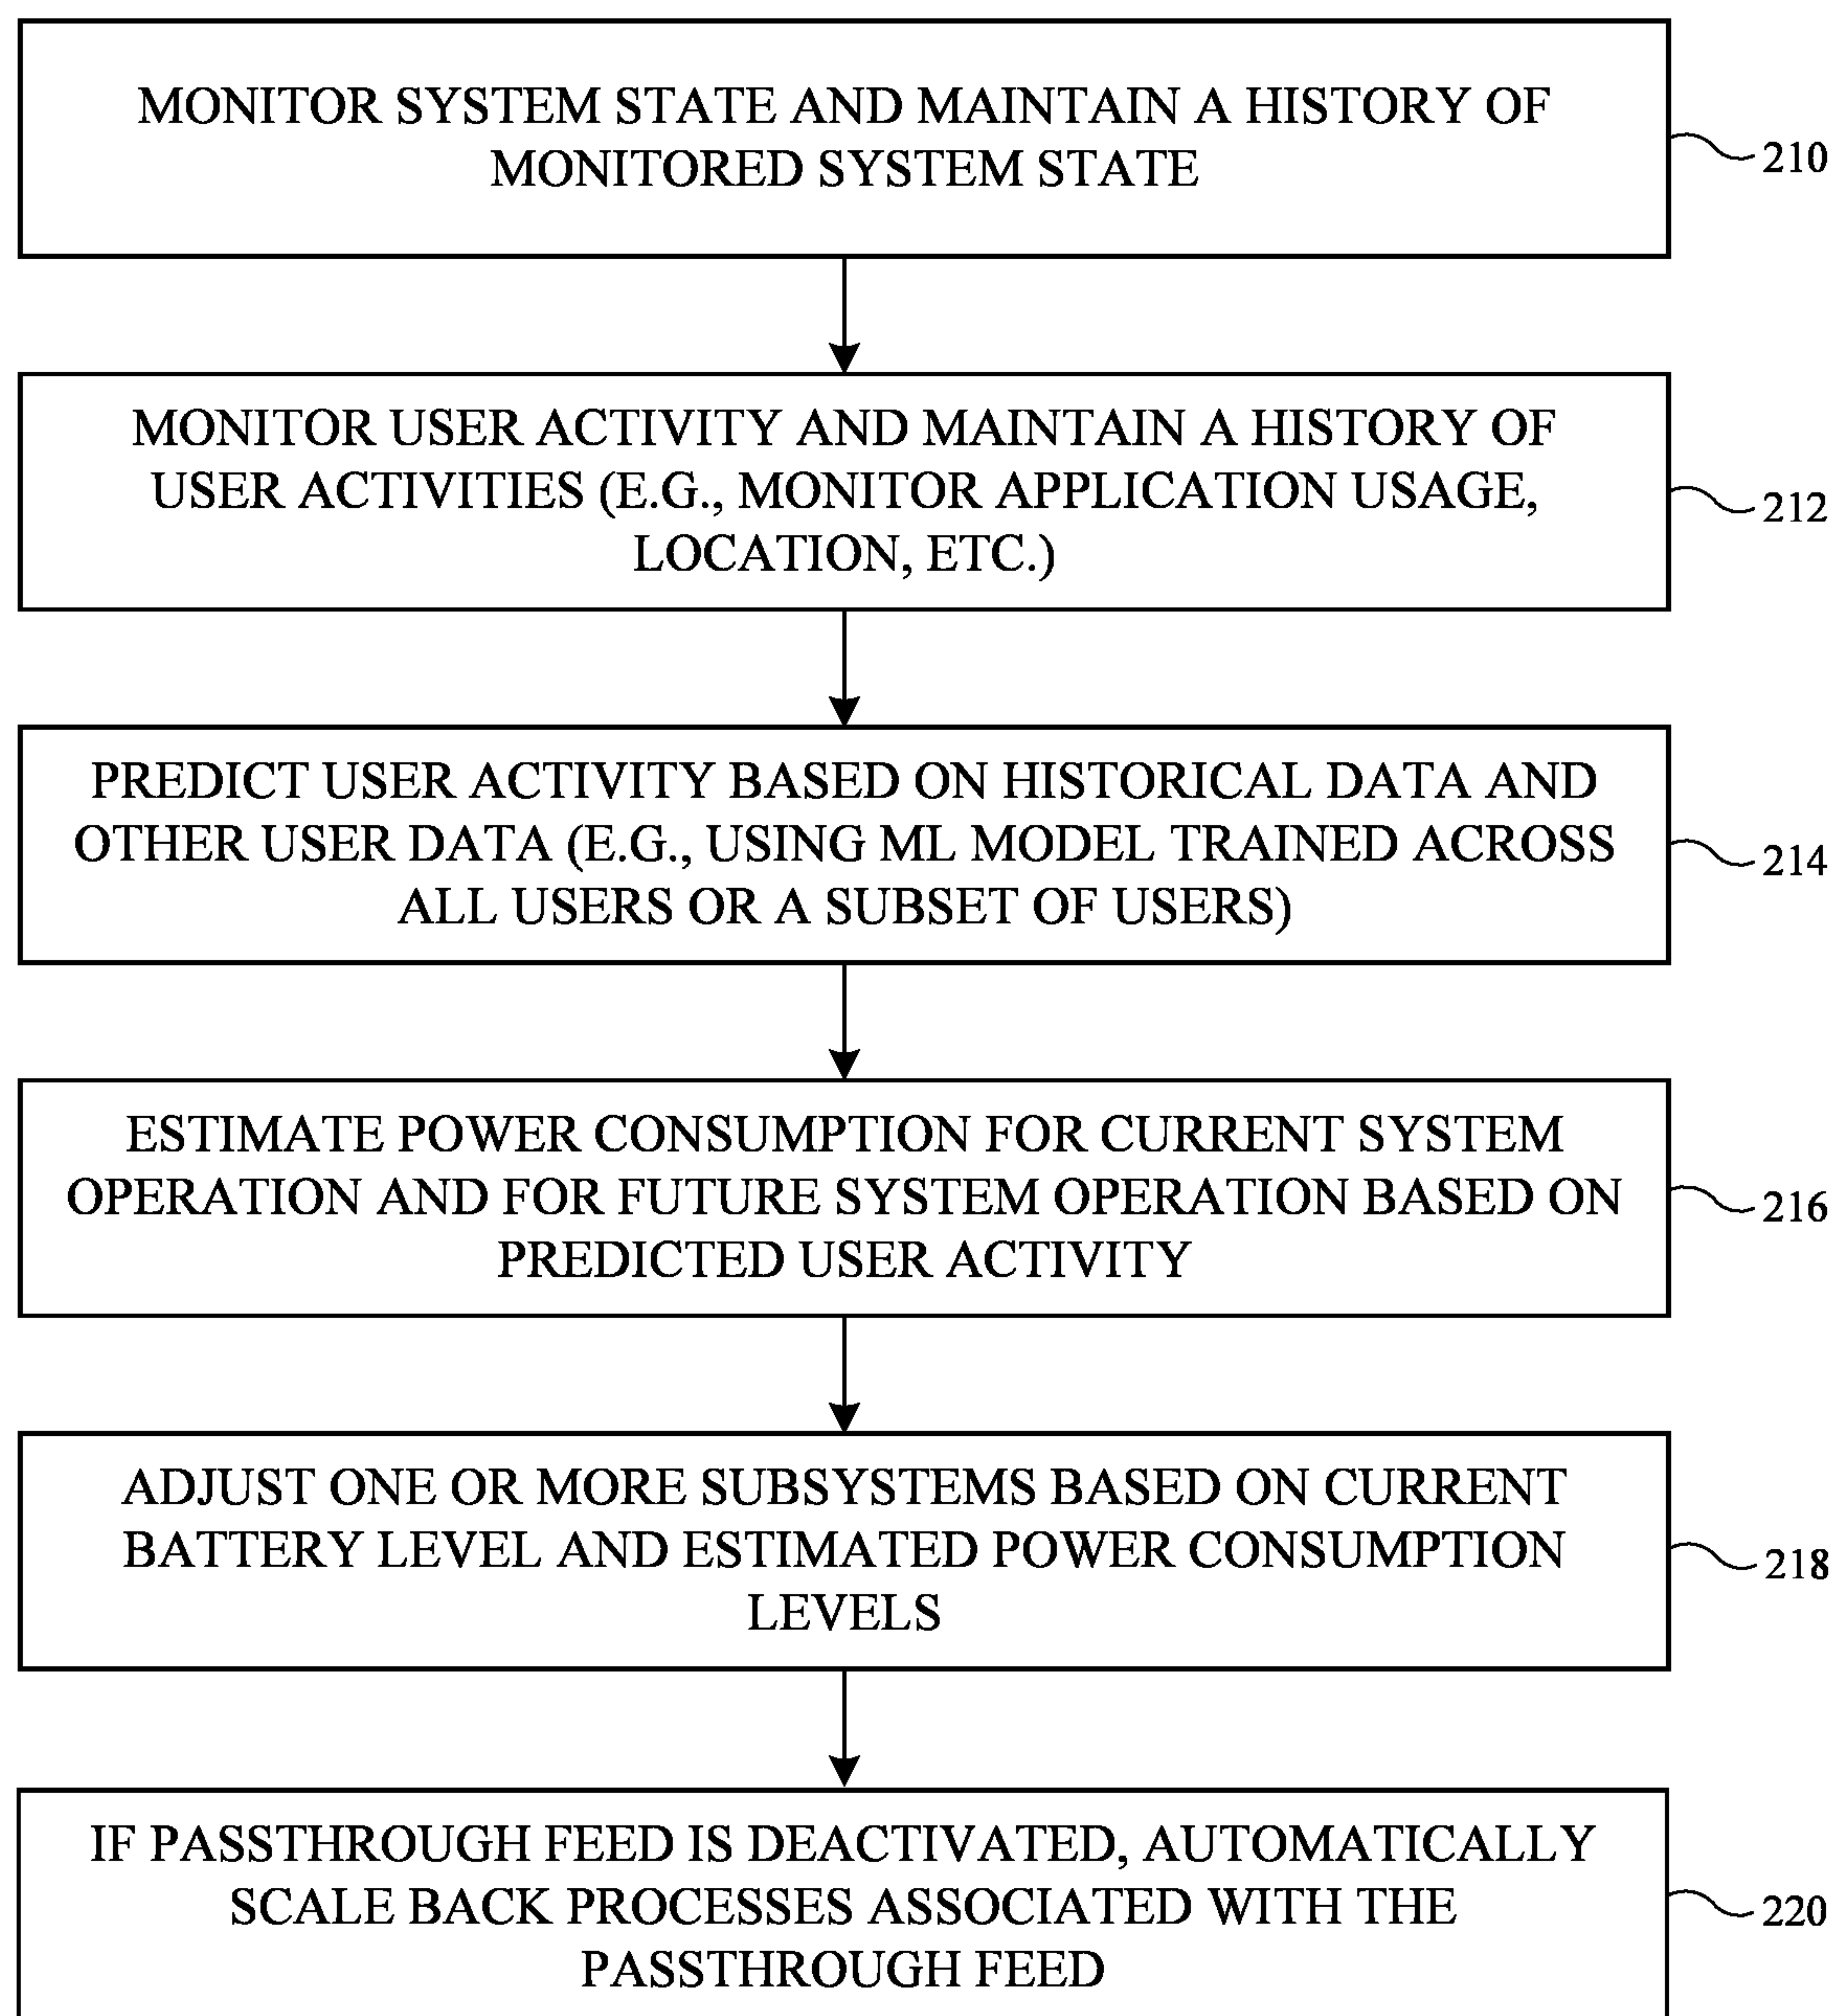 MONITOR SYSTEM STATE AND MAINTAIN A HISTORY OF
MONITORED SYSTEM STATE
210
MONITOR USER ACTIVITY AND MAINTAIN A HISTORY OF
USER ACTIVITIES (E.G., MONITOR APPLICATION USAGE,
LOCATION, ETC.)
212
PREDICT USER ACTIVITY BASED ON HISTORICAL DATA AND
OTHER USER DATA (E.G., USING ML MODEL TRAINED ACROSS
ALL USERS OR A SUBSET OF USERS)
214
ESTIMATE POWER CONSUMPTION FOR CURRENT SYSTEM
OPERATION AND FOR FUTURE SYSTEM OPERATION BASED ON
PREDICTED USER ACTIVITY
216
ADJUST ONE OR MORE SUBSYSTEMS BASED ON CURRENT
BATTERY LEVEL AND ESTIMATED POWER CONSUMPTION
LEVELS
218
IF PASSTHROUGH FEED IS DEACTIVATED, AUTOMATICALLY
SCALE BACK PROCESSES ASSOCIATED WITH THE
PASSTHROUGH FEED
220